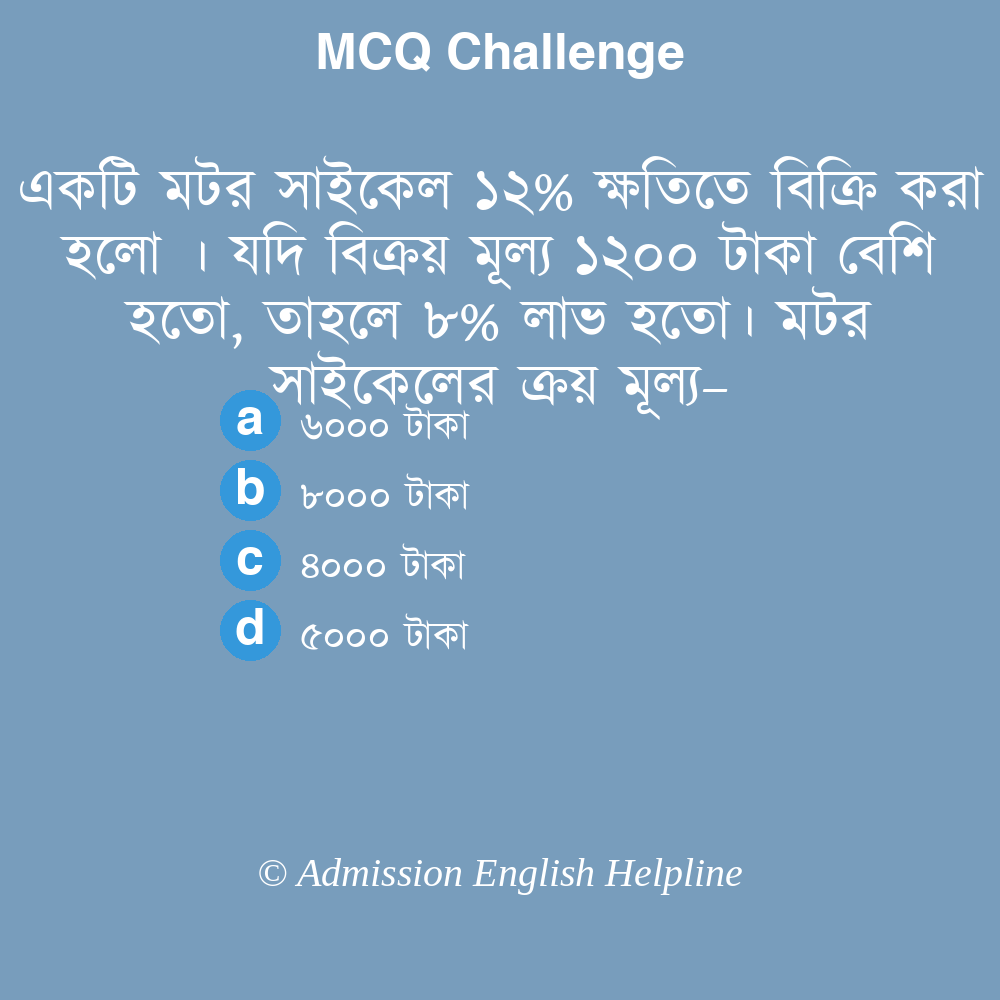 MCQ Challenge
একটি মটর সাইকেল ১২% ক্ষতিতে বিক্রি করা
হলো । যদি বিক্রয় মূল্য ১২০০ টাকা বেশি
হতো, তাহলে ৮% লাভ হতো। মটর
সাইকেলের ক্রয় মূল্য–
a ৬০০০ টাকা
b ৮০০০ টাকা
c ৪০০০ টাকা
d ৫০০০ টাকা
© Admission English Helpline